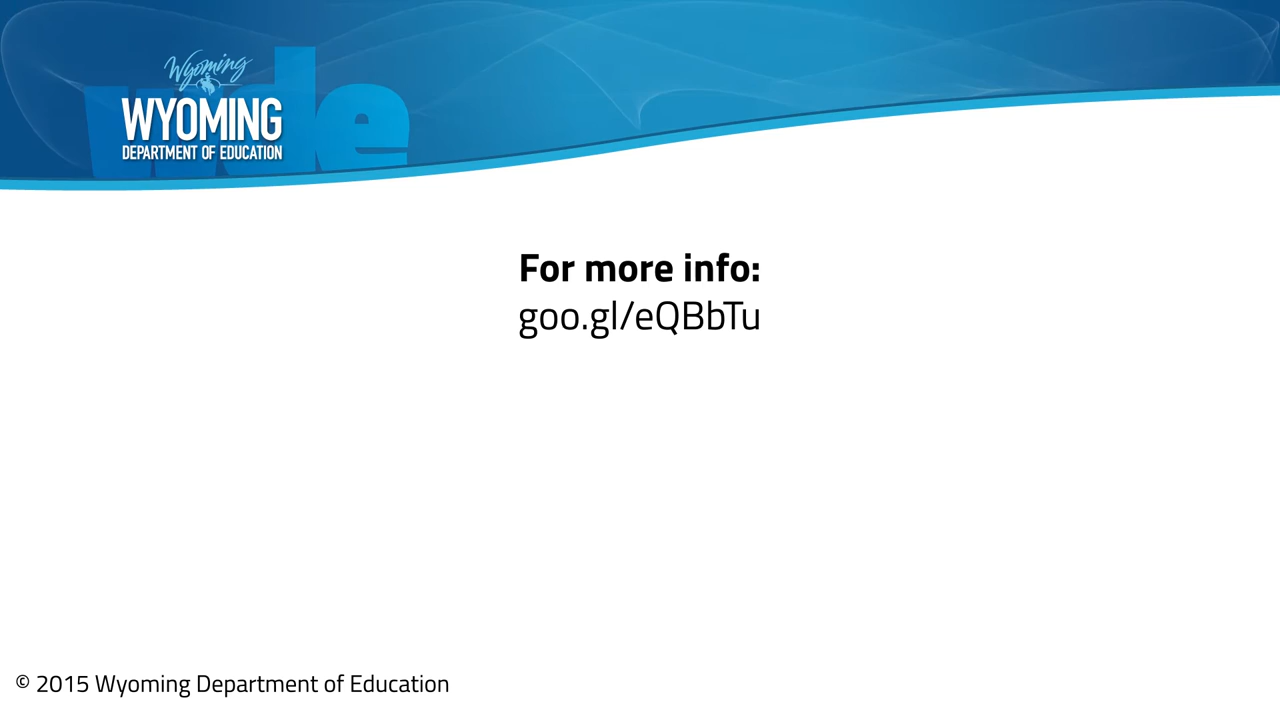 Wyoming
wde
WYOMING
DEPARTMENT OF EDUCATION
For more info:
goo.gl/eQBbTu
© 2015 Wyoming Department of Education